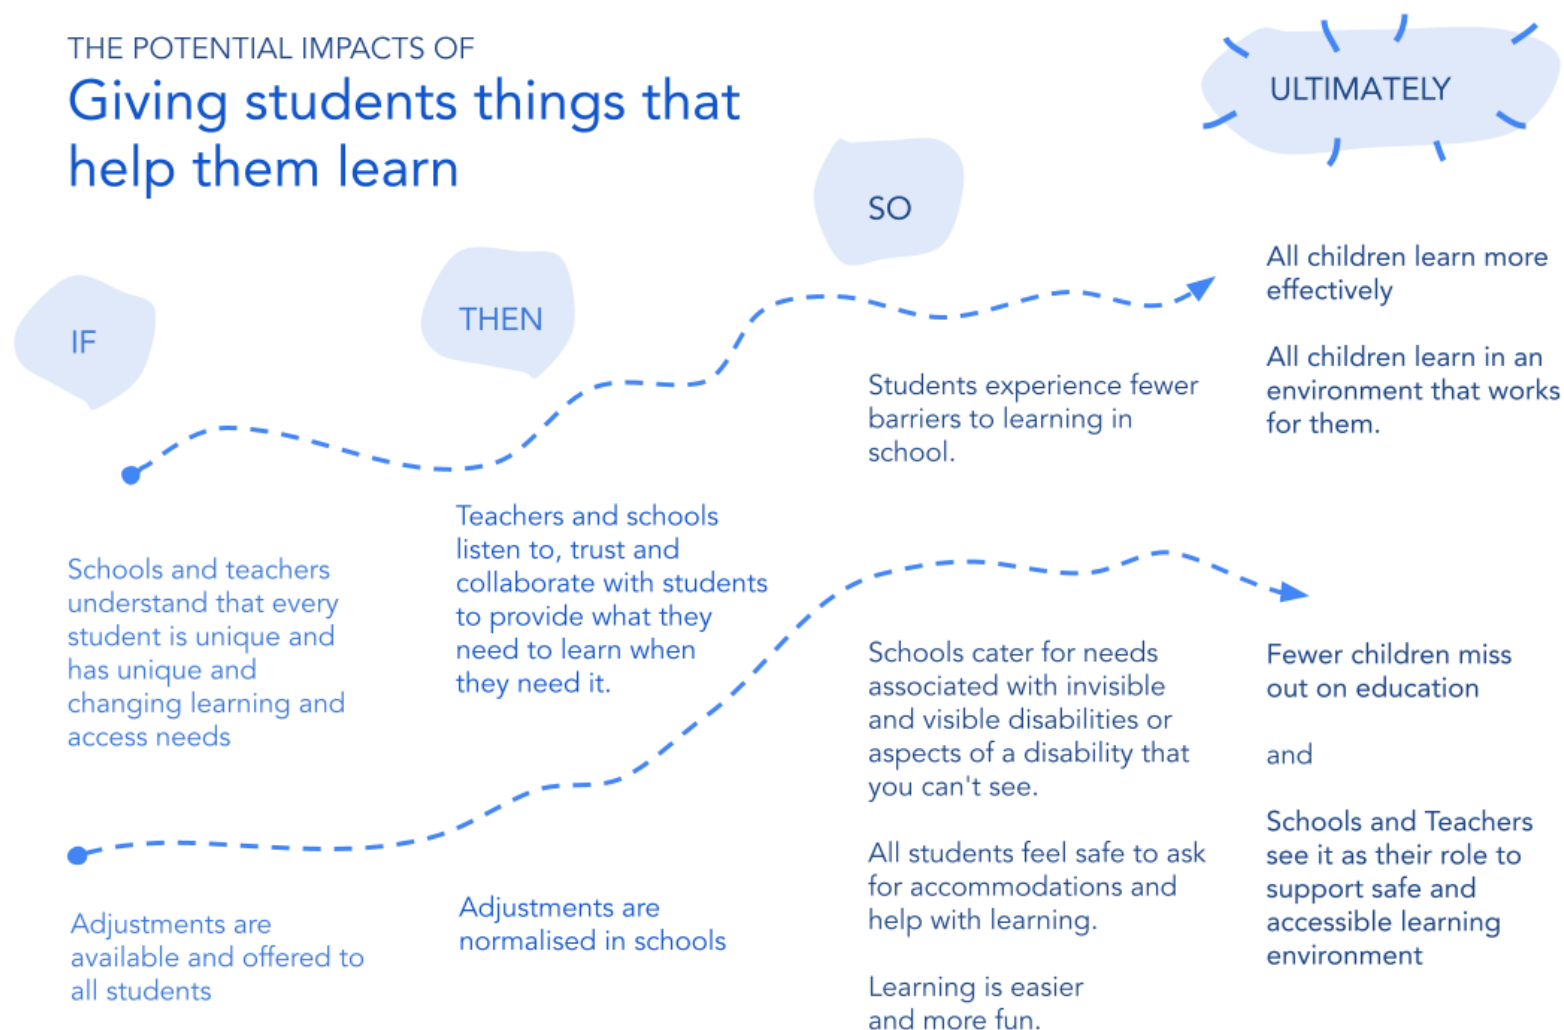 THE POTENTIAL IMPACTS OF
Giving students things that
help them learn
IF
Schools and teachers
understand that every
student is unique and
has unique and
changing learning and
access needs
Adjustments are
available and offered to
all students
THEN
Teachers and schools
listen to, trust and
collaborate with students
to provide what they
need to learn when
they need it.
Adjustments are
normalised in schools
SO
Students experience fewer
barriers to learning in
school.
Schools cater for needs
associated with invisible
and visible disabilities or
aspects of a disability that
you can't see.
All students feel safe to ask
for accommodations and
help with learning.
Learning is easier
and more fun.
ULTIMATELY
All children learn more
effectively
All children learn in an
environment that works
for them.
Fewer children miss
out on education
and
Schools and Teachers
see it as their role to
support safe and
accessible learning
environment